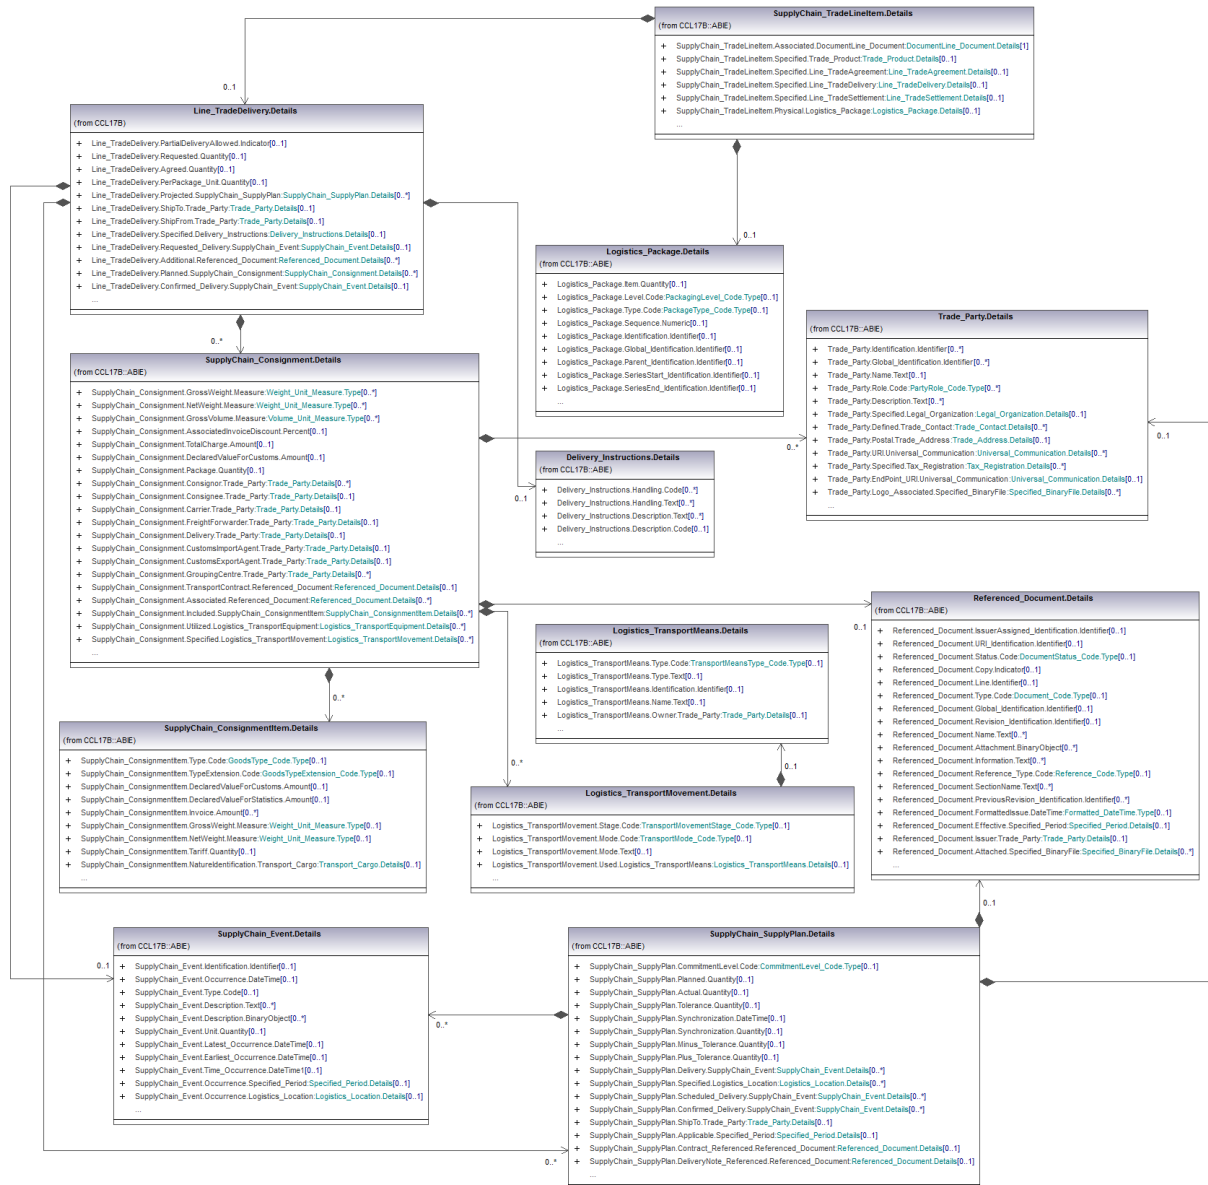 SupplyChain_TradeLineItem.Details
(from CCL17B::ABIE)
+ SupplyChain_TradeLineItem.Associated.DocumentLine_Document:DocumentLine_Document.Details[1]
+ SupplyChain_TradeLineItem.Specified.Trade_Product:Trade_Product.Details[0..1]
+ SupplyChain_TradeLineItem.Specified.Line_TradeAgreement:Line_TradeAgreement.Details[0..1]
+ SupplyChain_TradeLineItem.Specified.Line_TradeDelivery:Line_TradeDelivery.Details[0..1]
+ SupplyChain_TradeLineItem.Specified.Line_TradeSettlement:Line_TradeSettlement.Details[0..1]
+ SupplyChain_TradeLineItem.Physical.Logistics_Package:Logistics_Package.Details[0..1]
...
0..1
Line_TradeDelivery.Details
(from CCL17B)
+ Line_TradeDelivery.PartialDeliveryAllowed.Indicator[0..1]
+ Line_TradeDelivery.Requested.Quantity[0..1]
+ Line_TradeDelivery.Agreed.Quantity[0..1]
+ Line_TradeDelivery.PerPackage_Unit.Quantity[0..1]
+ Line_TradeDelivery.Projected.SupplyChain_SupplyPlan:SupplyChain_SupplyPlan.Details[0..*]
+ Line_TradeDelivery.ShipTo.Trade_Party:Trade_Party.Details[0..1]
+ Line_TradeDelivery.ShipFrom.Trade_Party:Trade_Party.Details[0..1]
+ Line_TradeDelivery.Specified.Delivery_Instructions:Delivery_Instructions.Details[0..1]
+ Line_TradeDelivery.Requested_Delivery.SupplyChain_Event:SupplyChain_Event.Details[0..1]
+ Line_TradeDelivery.Additional.Referenced_Document:Referenced_Document.Details[0..*]
+ Line_TradeDelivery.Planned.SupplyChain_Consignment:SupplyChain_Consignment.Details[0..*]
+ Line_TradeDelivery.Confirmed_Delivery.SupplyChain_Event:SupplyChain_Event.Details[0..1]
...
0..1
Logistics_Package.Details
(from CCL17B::ABIE)
+ Logistics_Package.Item.Quantity[0..1]
+ Logistics_Package.Level.Code:PackagingLevel_Code.Type[0..1]
+ Logistics_Package.Type.Code:PackageType_Code.Type[0..1]
+ Logistics_Package.Sequence.Numeric[0..1]
+ Logistics_Package.Identification.Identifier[0..1]
+ Logistics_Package.Global_Identification.Identifier[0..1]
+ Logistics_Package.Parent_Identification.Identifier[0..1]
+ Logistics_Package.SeriesStart_Identification.Identifier[0..1]
+ Logistics_Package.SeriesEnd_Identification.Identifier[0..1]
...
Trade_Party.Details
(from CCL17B::ABIE)
+ Trade_Party.Identification.Identifier[0..*]
+ Trade_Party.Global_Identification.Identifier[0..*]
+ Trade_Party.Name.Text[0..1]
+ Trade_Party.Role.Code:PartyRole_Code.Type[0..*]
+ Trade_Party.Description.Text[0..*]
+ Trade_Party.Specified.Legal_Organization:Legal_Organization.Details[0..1]
+ Trade_Party.Defined.Trade_Contact:Trade_Contact.Details[0..*]
+ Trade_Party.Postal.Trade_Address:Trade_Address.Details[0..1]
+ Trade_Party.URI.Universal_Communication:Universal_Communication.Details[0..*]
+ Trade_Party.Specified.Tax_Registration:Tax_Registration.Details[0..*]
+ Trade_Party.EndPoint_URI.Universal_Communication:Universal_Communication.Details[0..1]
+ Trade_Party.Logo_Associated.Specified_BinaryFile:Specified_BinaryFile.Details[0..*]
...
0..1
0..*
0..*
SupplyChain_Consignment.Details
(from CCL17B::ABIE)
+ SupplyChain_Consignment.GrossWeight.Measure:Weight_Unit_Measure.Type[0..*]
+ SupplyChain_Consignment.NetWeight.Measure:Weight_Unit_Measure.Type[0..*]
+ SupplyChain_Consignment.GrossVolume.Measure:Volume_Unit_Measure.Type[0..*]
+ SupplyChain_Consignment.AssociatedInvoiceDiscount.Percent[0..1]
+ SupplyChain_Consignment.TotalCharge.Amount[0..1]
+ SupplyChain_Consignment.DeclaredValueForCustoms.Amount[0..1]
+ SupplyChain_Consignment.Package.Quantity[0..1]
+ SupplyChain_Consignment.Consignor.Trade_Party:Trade_Party.Details[0..1]
+ SupplyChain_Consignment.Consignee.Trade_Party:Trade_Party.Details[0..1]
+ SupplyChain_Consignment.Carrier.Trade_Party:Trade_Party.Details[0..1]
+ SupplyChain_Consignment.FreightForwarder.Trade_Party:Trade_Party.Details[0..1]
+ SupplyChain_Consignment.Delivery.Trade_Party:Trade_Party.Details[0..1]
+ SupplyChain_Consignment.CustomsImportAgent.Trade_Party:Trade_Party.Details[0..1]
+ SupplyChain_Consignment.CustomsExportAgent.Trade_Party:Trade_Party.Details[0..1]
+ SupplyChain_Consignment.GroupingCentre.Trade_Party:Trade_Party.Details[0..*]
+ SupplyChain_Consignment.TransportContract.Referenced_Document:Referenced_Document.Details[0..1]
+ SupplyChain_Consignment.Associated.Referenced_Document:Referenced_Document.Details[0..*]
+ SupplyChain_Consignment.Included.SupplyChain_ConsignmentItem:SupplyChain_ConsignmentItem.Details[0..*]
+ SupplyChain_Consignment.Utilized.Logistics_TransportEquipment:Logistics_TransportEquipment.Details[0..*]
+ SupplyChain_Consignment.Specified.Logistics_TransportMovement:Logistics_TransportMovement.Details[0..*]
...
Delivery_Instructions.Details
(from CCL17B::ABIE)
+ Delivery_Instructions.Handling.Code[0..*]
+ Delivery_Instructions.Handling.Text[0..*]
+ Delivery_Instructions.Description.Text[0..*]
+ Delivery_Instructions.Description.Code[0..1]
...
0..1
Referenced_Document.Details
(from CCL17B::ABIE)
+ Referenced_Document.IssuerAssigned_Identification.Identifier[0..1]
+ Referenced_Document.URI_Identification.Identifier[0..1]
+ Referenced_Document.Status.Code:DocumentStatus_Code.Type[0..1]
+ Referenced_Document.Copy.Indicator[0..1]
+ Referenced_Document.Line.Identifier[0..1]
+ Referenced_Document.Type.Code:Document_Code.Type[0..1]
+ Referenced_Document.Global_Identification.Identifier[0..1]
+ Referenced_Document.Revision_Identification.Identifier[0..1]
+ Referenced_Document.Name.Text[0..*]
+ Referenced_Document.Attachment.BinaryObject[0..*]
+ Referenced_Document.Information.Text[0..*]
+ Referenced_Document.Reference_Type.Code:Reference_Code.Type[0..1]
+ Referenced_Document.SectionName.Text[0..*]
+ Referenced_Document.PreviousRevision_Identification.Identifier[0..*]
+ Referenced_Document.FormattedIssue.DateTime:Formatted_DateTime.Type[0..1]
+ Referenced_Document.Effective.Specified_Period:Specified_Period.Details[0..1]
+ Referenced_Document.Issuer.Trade_Party:Trade_Party.Details[0..1]
+ Referenced_Document.Attached.Specified_BinaryFile:Specified_BinaryFile.Details[0..*]
...
0..1
Logistics_TransportMeans.Details
(from CCL17B::ABIE)
+ Logistics_TransportMeans.Type.Code:TransportMeansType_Code.Type[0..1]
+ Logistics_TransportMeans.Type.Text[0..1]
+ Logistics_TransportMeans.Identification.Identifier[0..1]
+ Logistics_TransportMeans.Name.Text[0..1]
+ Logistics_TransportMeans.Owner.Trade_Party:Trade_Party.Details[0..1]
...
0..*
SupplyChain_ConsignmentItem.Details
(from CCL17B::ABIE)
+ SupplyChain_ConsignmentItem.Type.Code:GoodsType_Code.Type[0..1]
+ SupplyChain_ConsignmentItem.TypeExtension.Code:GoodsTypeExtension_Code.Type[0..1]
+ SupplyChain_ConsignmentItem.DeclaredValueForCustoms.Amount[0..1]
+ SupplyChain_ConsignmentItem.DeclaredValueForStatistics.Amount[0..1]
+ SupplyChain_ConsignmentItem.Invoice.Amount[0..*]
+ SupplyChain_ConsignmentItem.GrossWeight.Measure:Weight_Unit_Measure.Type[0..1]
+ SupplyChain_ConsignmentItem.NetWeight.Measure:Weight_Unit_Measure.Type[0..1]
+ SupplyChain_ConsignmentItem.Tariff.Quantity[0..1]
+ SupplyChain_ConsignmentItem.NatureIdentification.Transport_Cargo:Transport_Cargo.Details[0..1]
...
0..*
0..1
Logistics_TransportMovement.Details
(from CCL17B::ABIE)
+ Logistics_TransportMovement.Stage.Code:TransportMovementStage_Code.Type[0..1]
+ Logistics_TransportMovement.Mode.Code:TransportMode_Code.Type[0..1]
+ Logistics_TransportMovement.Mode.Text[0..1]
+ Logistics_TransportMovement.Used.Logistics_TransportMeans:Logistics_TransportMeans.Details[0..1]
...
0..1
SupplyChain_Event.Details
(from CCL17B::ABIE)
+ SupplyChain_Event.Identification.Identifier[0..1]
+ SupplyChain_Event.Occurrence.DateTime[0..1]
+ SupplyChain_Event.Type.Code[0..1]
+ SupplyChain_Event.Description.Text[0..*]
+ SupplyChain_Event.Description.BinaryObject[0..*]
+ SupplyChain_Event.Unit.Quantity[0..1]
+ SupplyChain_Event.Latest_Occurrence.DateTime[0..1]
+ SupplyChain_Event.Earliest_Occurrence.DateTime[0..1]
+ SupplyChain_Event.Time_Occurrence.DateTime1[0..1]
+ SupplyChain_Event.Occurrence.Specified_Period:Specified_Period.Details[0..1]
+ SupplyChain_Event.Occurrence.Logistics_Location:Logistics_Location.Details[0..1]
...
0..1
0..*
SupplyChain_SupplyPlan.Details
(from CCL17B::ABIE)
+ SupplyChain_SupplyPlan.CommitmentLevel.Code:CommitmentLevel_Code.Type[0..1]
+ SupplyChain_SupplyPlan.Planned.Quantity[0..1]
+ SupplyChain_SupplyPlan.Actual.Quantity[0..1]
+ SupplyChain_SupplyPlan.Tolerance.Quantity[0..1]
+ SupplyChain_SupplyPlan.Synchronization.DateTime[0..1]
+ SupplyChain_SupplyPlan.Synchronization.Quantity[0..1]
+ SupplyChain_SupplyPlan.Minus_Tolerance.Quantity[0..1]
+ SupplyChain_SupplyPlan.Plus_Tolerance.Quantity[0..1]
+ SupplyChain_SupplyPlan.Delivery.SupplyChain_Event:SupplyChain_Event.Details[0..*]
+ SupplyChain_SupplyPlan.Specified.Logistics_Location:Logistics_Location.Details[0..*]
+ SupplyChain_SupplyPlan.Scheduled_Delivery.SupplyChain_Event:SupplyChain_Event.Details[0..*]
+ SupplyChain_SupplyPlan.Confirmed_Delivery.SupplyChain_Event:SupplyChain_Event.Details[0..*]
+ SupplyChain_SupplyPlan.ShipTo.Trade_Party:Trade_Party.Details[0..1]
+ SupplyChain_SupplyPlan.Applicable.Specified_Period:Specified_Period.Details[0..1]
+ SupplyChain_SupplyPlan.Contract_Referenced.Referenced_Document:Referenced_Document.Details[0..1]
+ SupplyChain_SupplyPlan.DeliveryNote_Referenced.Referenced_Document:Referenced_Document.Details[0..1]
...
0..*